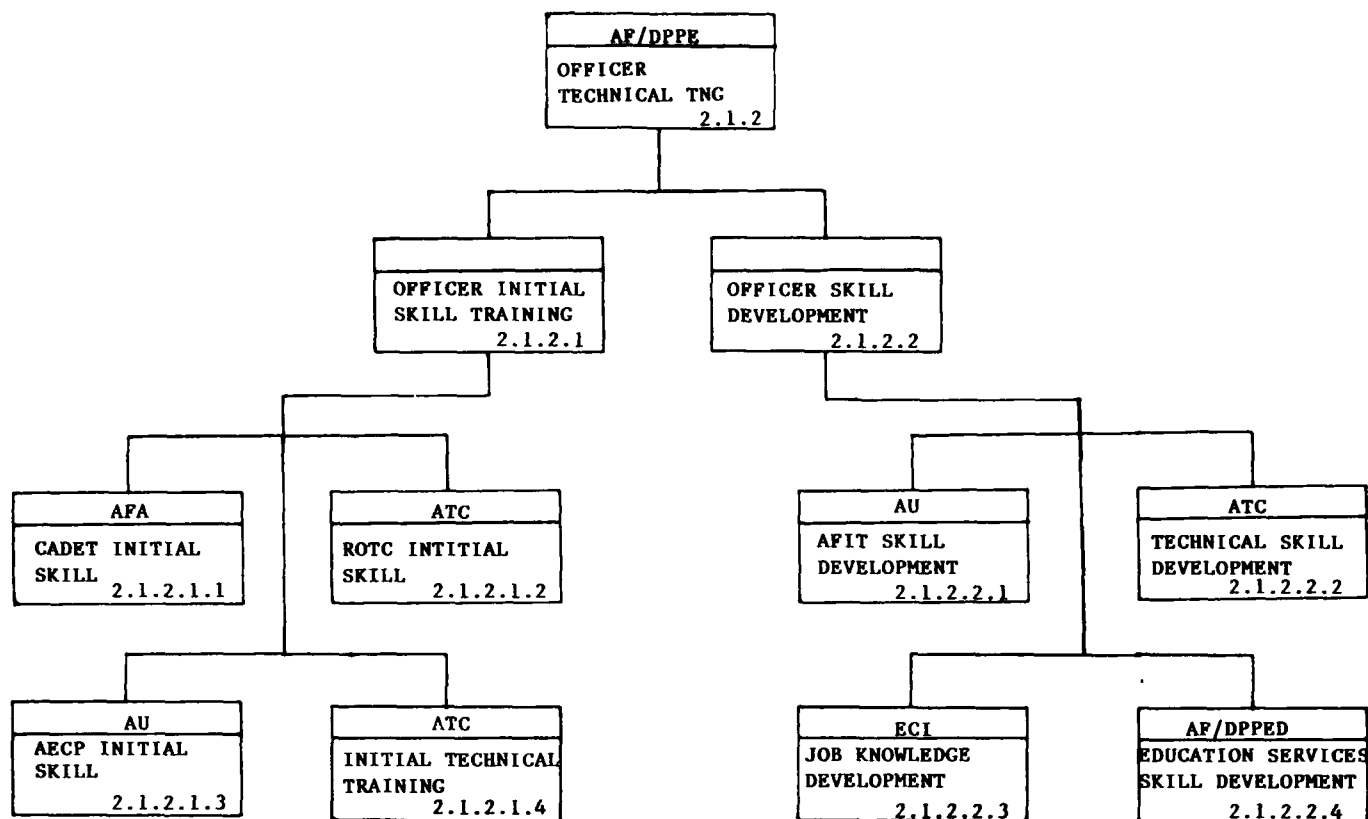 AF/DPPE
OFFICER
TECHNICAL TNG
2.1.2
OFFICER INITIAL
SKILL TRAINING
2.1.2.1
OFFICER SKILL
DEVELOPMENT
2.1.2.2
AFA
CADET INITIAL
SKILL
2.1.2.1.1
ATC
ROTC INTITIAL
SKILL
2.1.2.1.2
AU
AFIT SKILL
DEVELOPMENT
2.1.2.2.1
ATC
TECHNICAL SKILL
DEVELOPMENT
2.1.2.2.2
AU
AECP INITIAL
SKILL
2.1.2.1.3
ATC
INITIAL TECHNICAL
TRAINING
2.1.2.1.4
ECI
JOB KNOWLEDGE
DEVELOPMENT
2.1.2.2.3
AF/DPPED
EDUCATION SERVICES
SKILL DEVELOPMENT
2.1.2.2.4